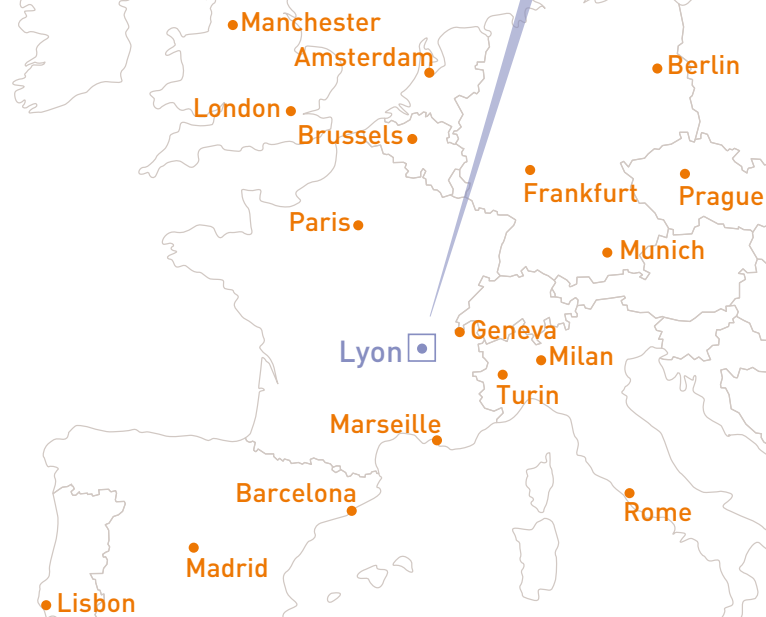 Manchester
Amsterdam
Berlin
London
Brussels
Frankfurt
Prague
Paris
Munich
Geneva
Lyon
Milan
Turin
Marseille
Barcelona
Rome
Madrid
Lisbon